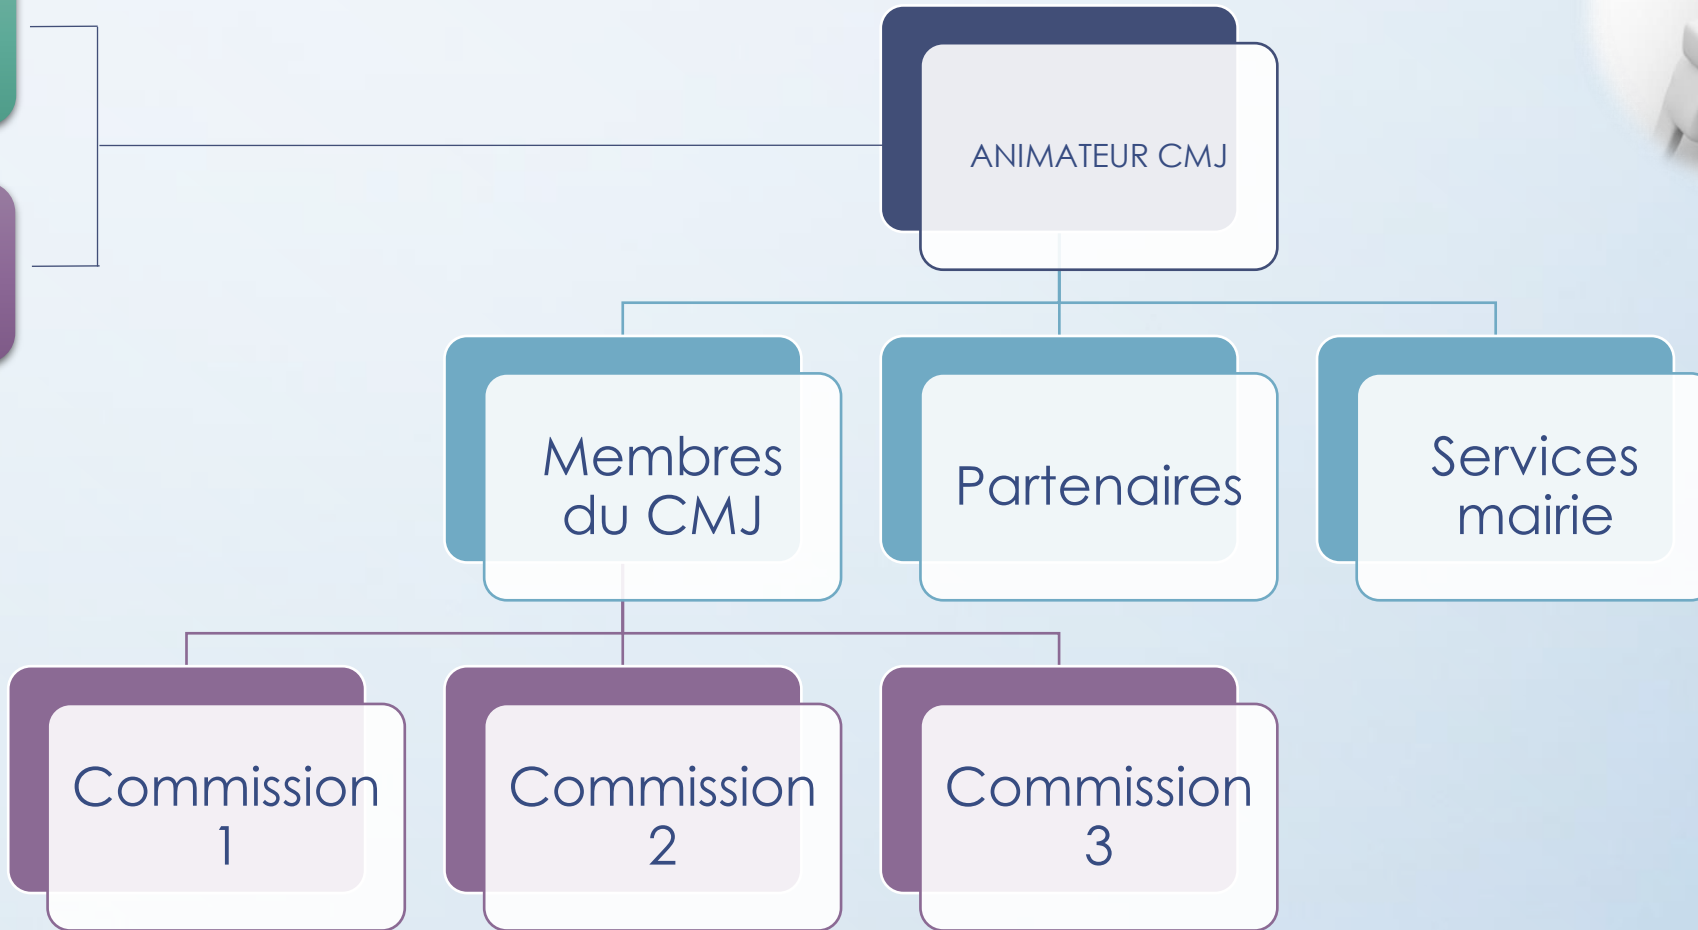 ANIMATEUR CMJ
Membres
du CMJ
Partenaires
Services
mairie
Commission
1
Commission
2
Commission
3